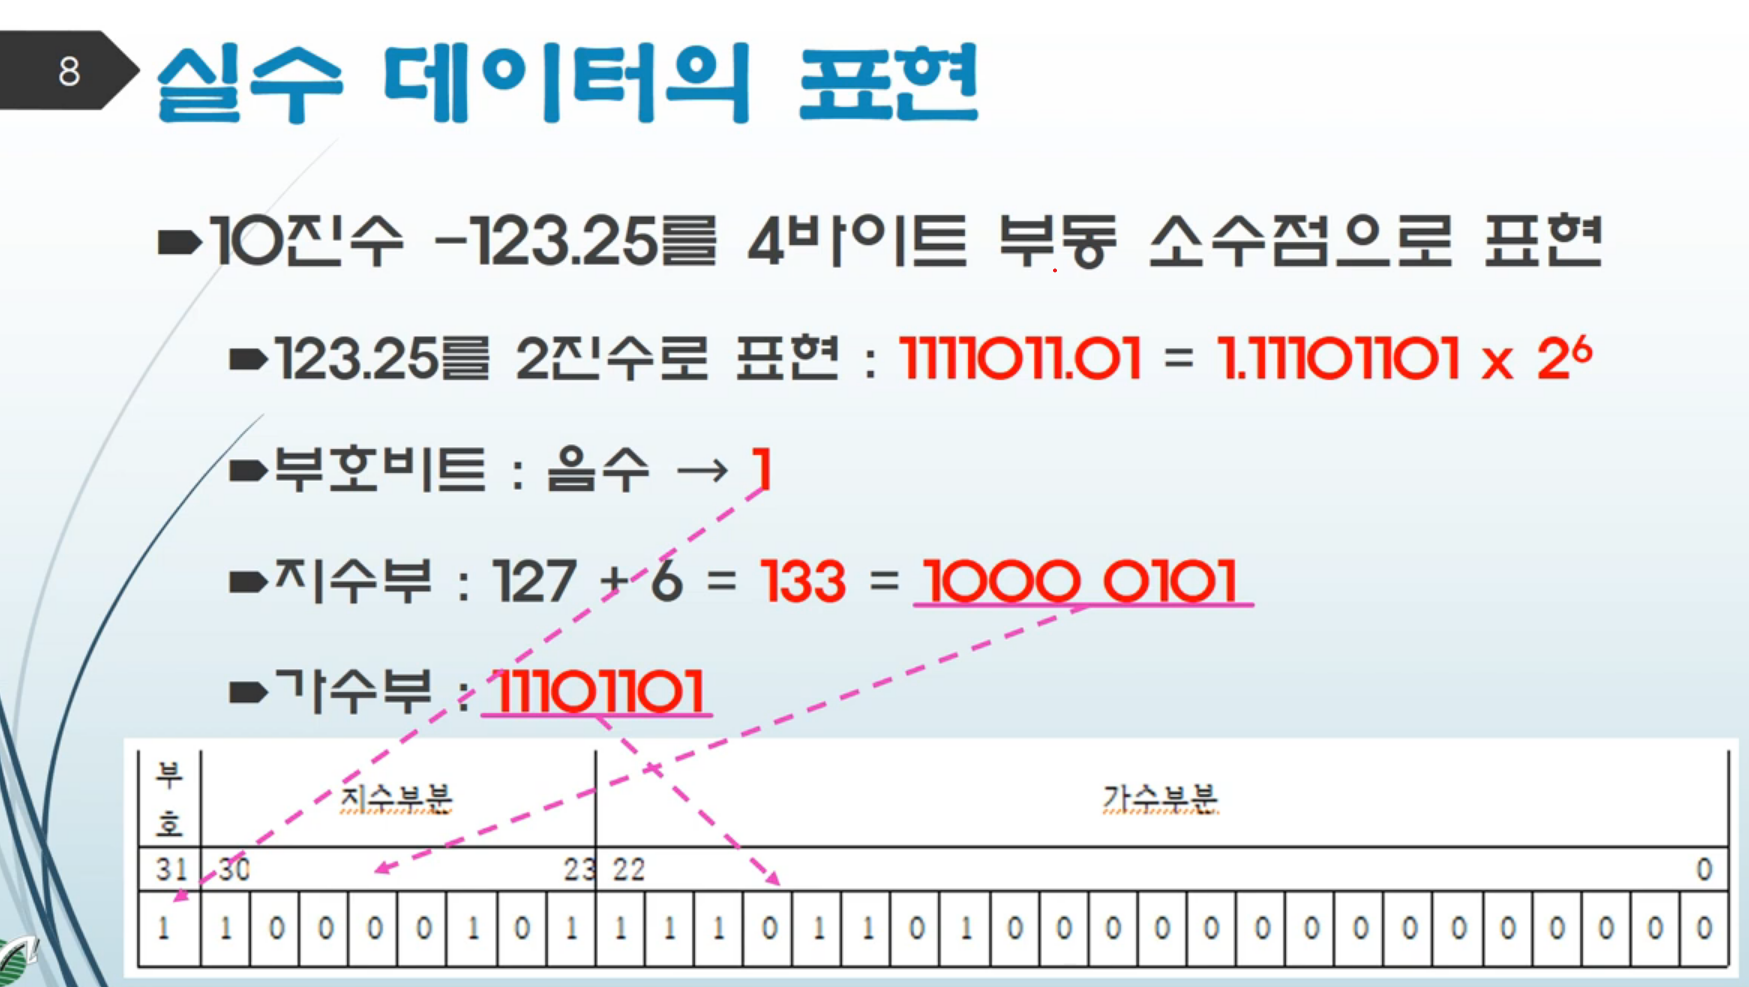 8
실수 데이터의 표현
10진수 -123.25를 4바이트 부동 소수점으로 표현
123.25를 2진수로 표현 : 1111011.01 = 1.11101101 x 2⁶
부호비트 : 음수 → 1
지수부 : 127 + 6 = 133 = 1000 0101
가수부 : 11101101
부호 지수부분 가수부분
31 30 23 22 0
1 1 0 0 0 0 1 0 1 1 1 1 0 1 1 0 1 0 0 0 0 0 0 0 0 0 0 0 0 0 0 0